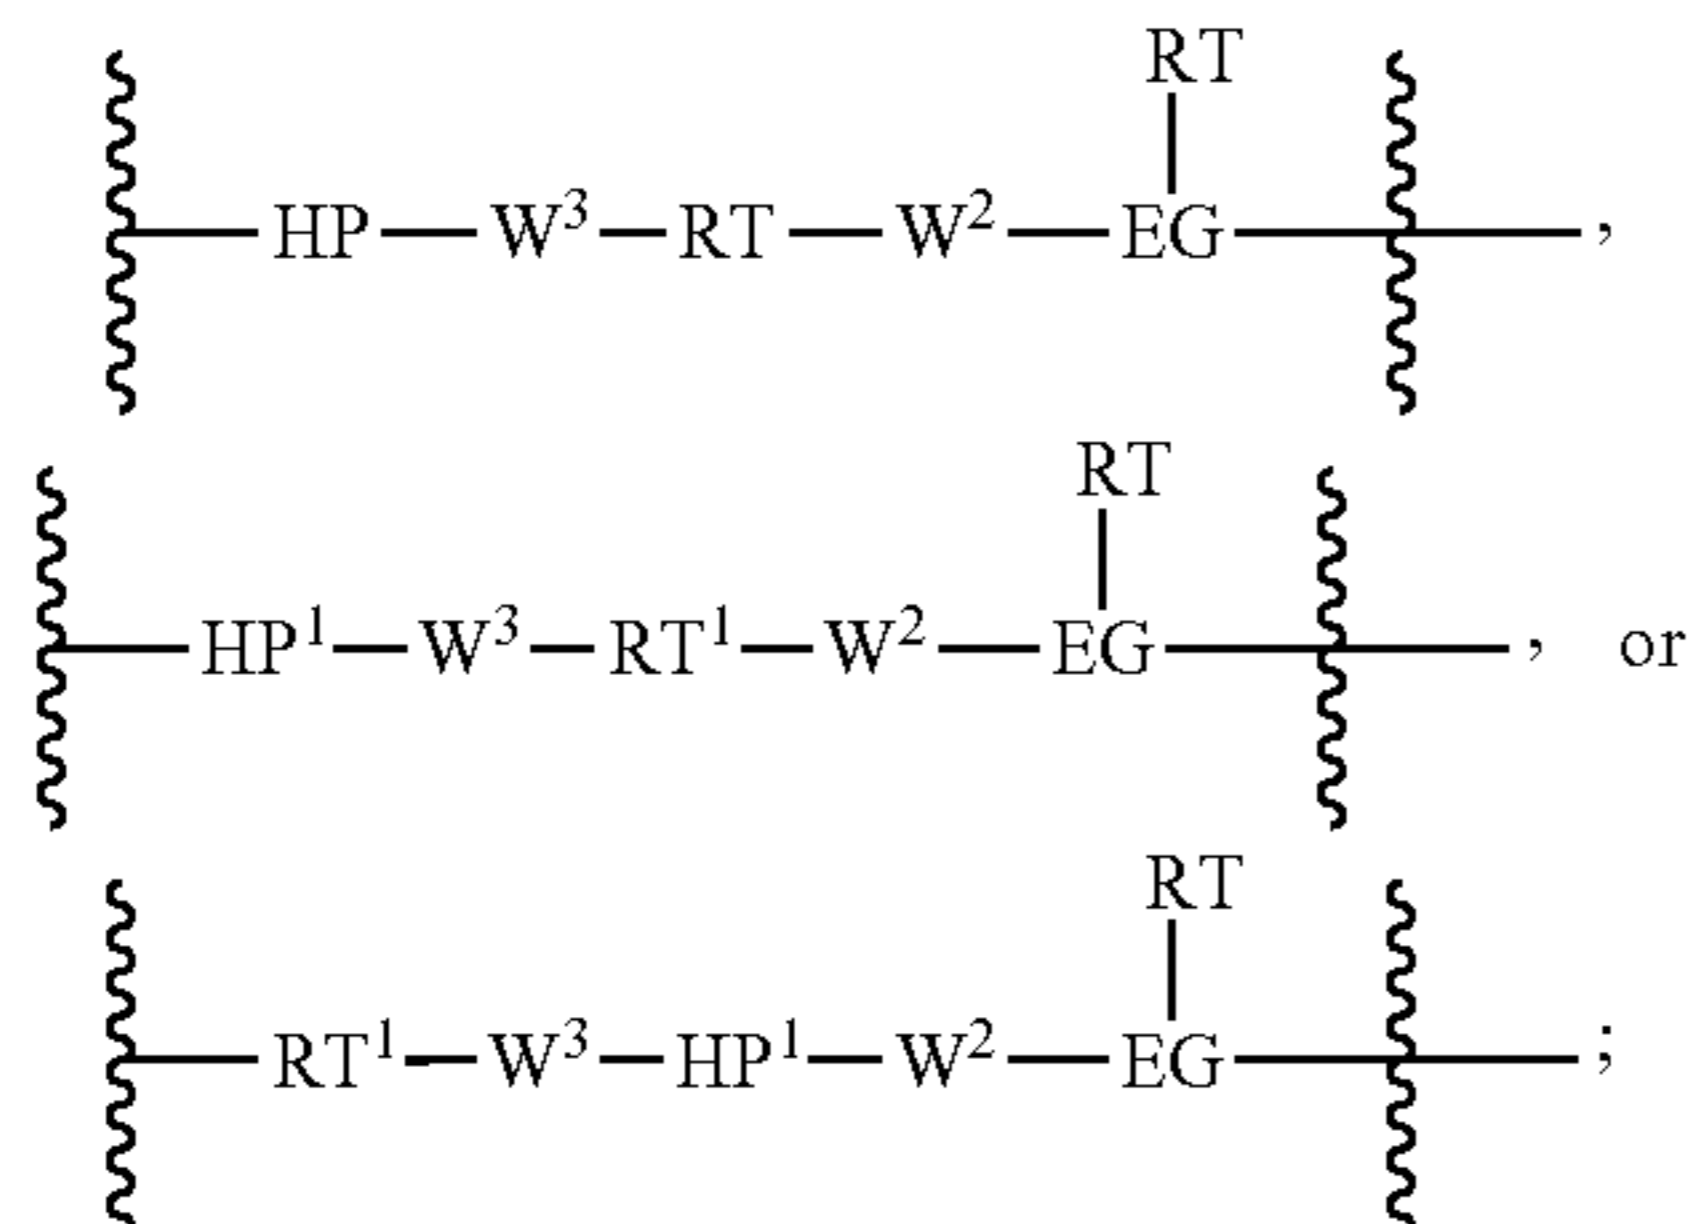 RT
HP—W³—RT—W²—EG—,
RT
HP¹—W³—RT¹—W²—EG—, or
RT
RT¹—W³—HP¹—W²—EG—;